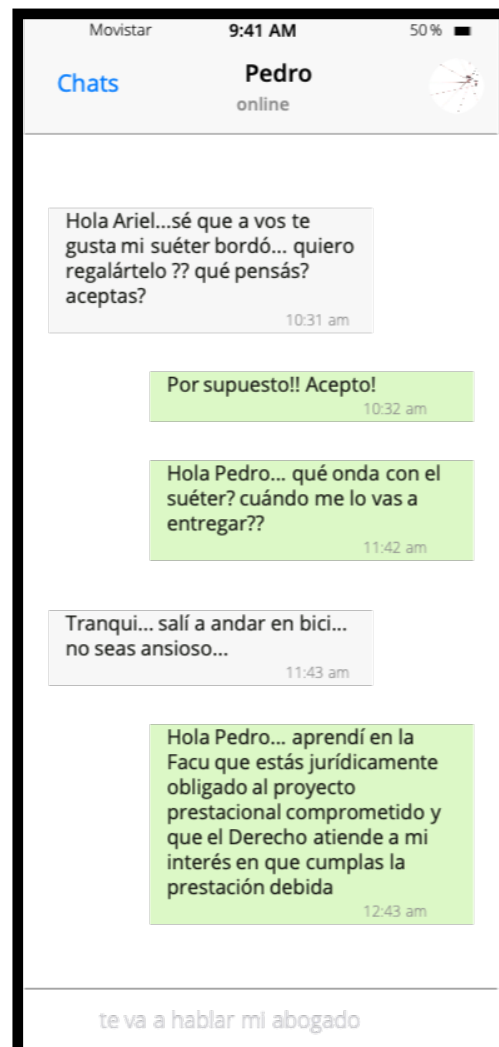 Movistar 9:41 AM 50%
Chats Pedro
online
Hola Ariel...sé que a vos te
gusta mi suéter bordó... quiero
regalártelo ?? qué pensás?
aceptas?
10:31 am
Por supuesto!! Acepto!
10:32 am
Hola Pedro... qué onda con el
suéter? cuándo me lo vas a
entregar??
11:42 am
Tranqui... salí a andar en bici...
no seas ansioso...
11:43 am
Hola Pedro... aprendí en la
Facu que estás jurídicamente
obligado al proyecto
prestacional comprometido y
que el Derecho atiende a mi
interés en que cumplas la
prestación debida
12:43 am
te va a hablar mi abogado